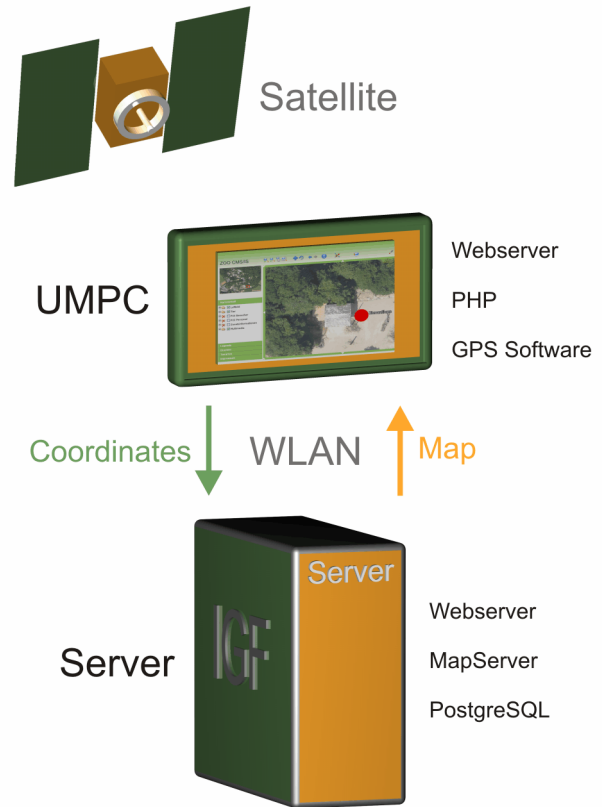 Satellite
UMPC
Webserver
PHP
GPS Software
Coordinates
WLAN
Map
Server
IGF
Server
Webserver
MapServer
PostgreSQL